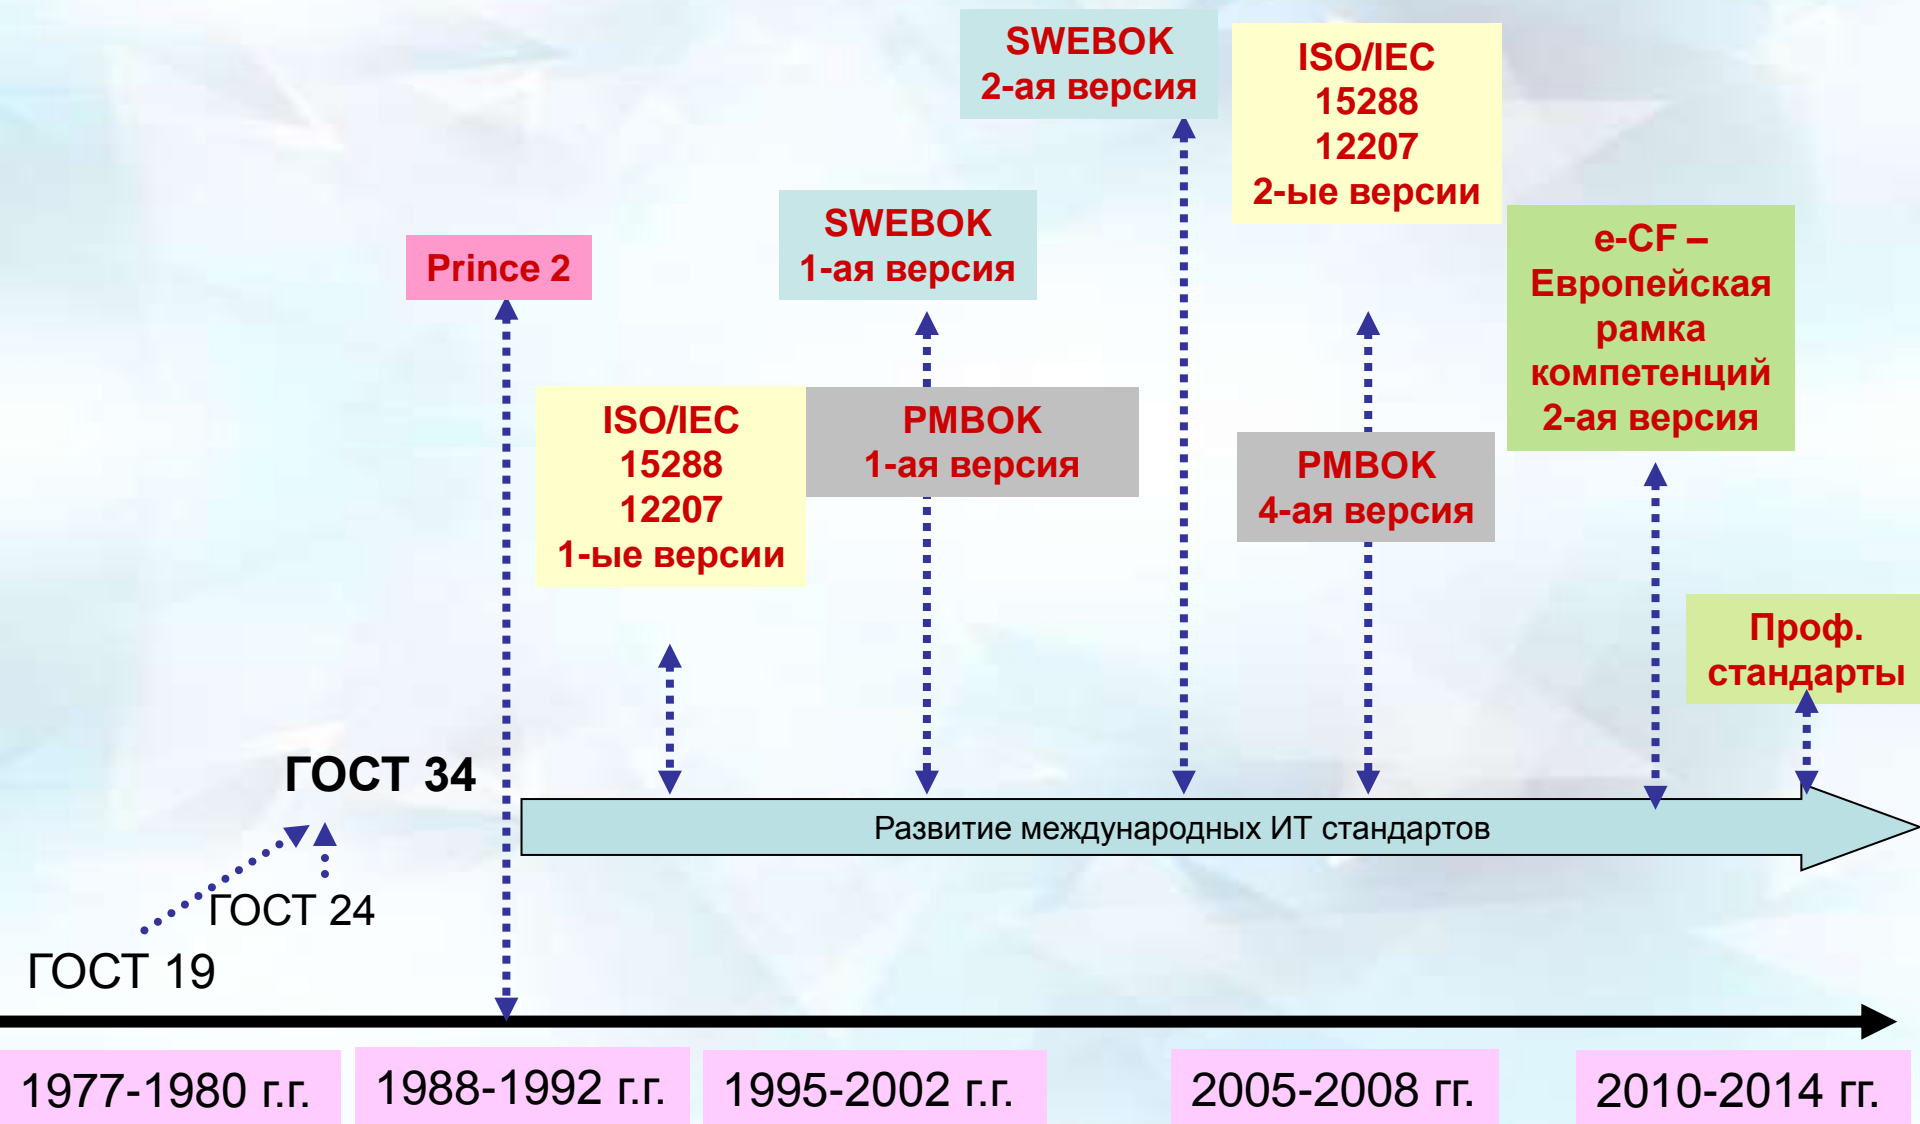 SWEBOK
2-ая версия
ISO/IEC
15288
12207
2-ые версии
SWEBOK
1-ая версия
Prince 2
e-CF –
Европейская
рамка
компетенций
2-ая версия
ISO/IEC
15288
12207
1-ые версии
PMBOK
1-ая версия
PMBOK
4-ая версия
Проф.
стандарты
ГОСТ 34
Развитие международных ИТ стандартов
ГОСТ 24
ГОСТ 19
1977-1980 г.г.
1988-1992 г.г.
1995-2002 г.г.
2005-2008 гг.
2010-2014 гг.